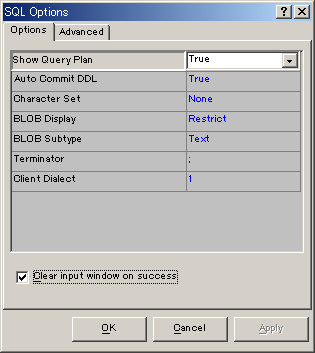 SQL Options
Options Advanced
Show Query Plan True
Auto Commit DDL True
Character Set None
BLOB Display Restrict
BLOB Subtype Text
Terminator ;
Client Dialect 1
Clear input window on success
OK Cancel Apply